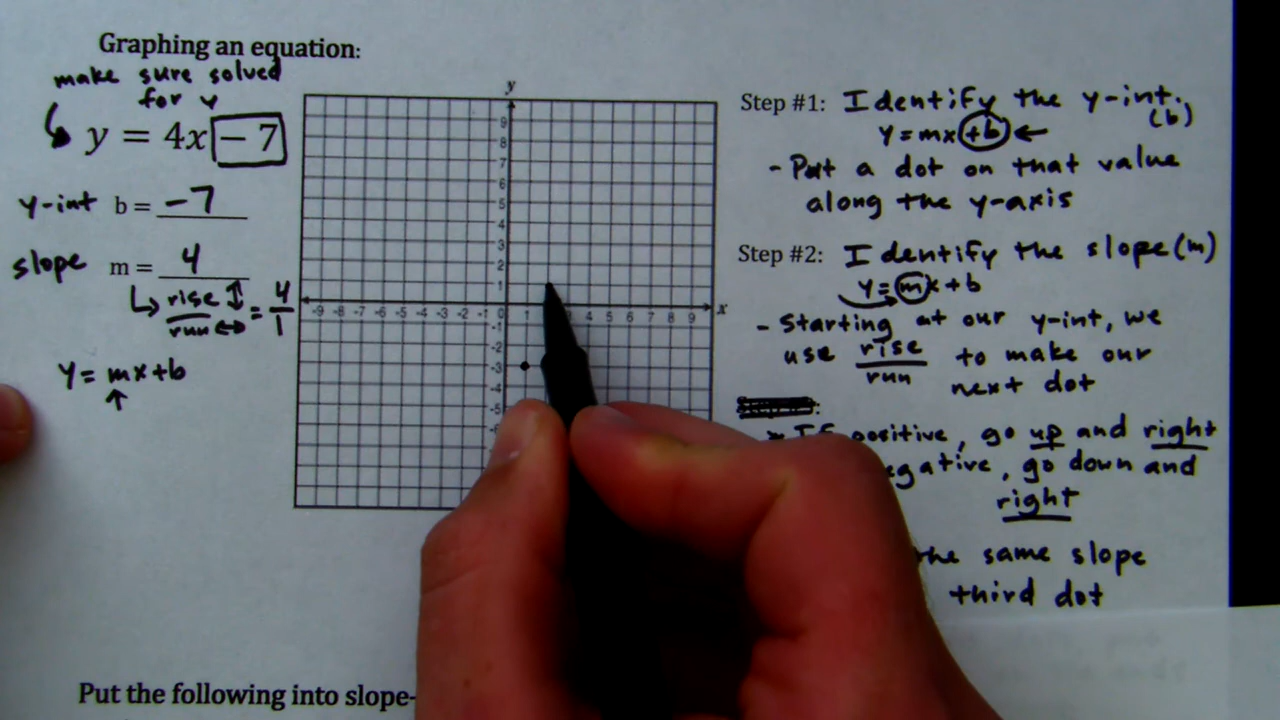 Graphing an equation:
make sure solved
for y
y = 4x - 7
y-int b = -7
slope m = 4
rise = 4
run 1
y = mx+b
y
9
8
7
6
5
4
3
2
1
-9 -8 -7 -6 -5 -4 -3 -2 -1 0 1 4 5 6 7 8 9 x
-1
-2
-3
-4
-5
Step #1: Identify the y-int.
(b)
y=mx+b
- Put a dot on that value
along the y-axis
Step #2: Identify the slope (m)
y=mx+b
- Starting at our y-int, we
use rise to make our
run next dot
* If positive, go up and right
egative, go down and
right
the same slope
third dot
Put the following into slope-